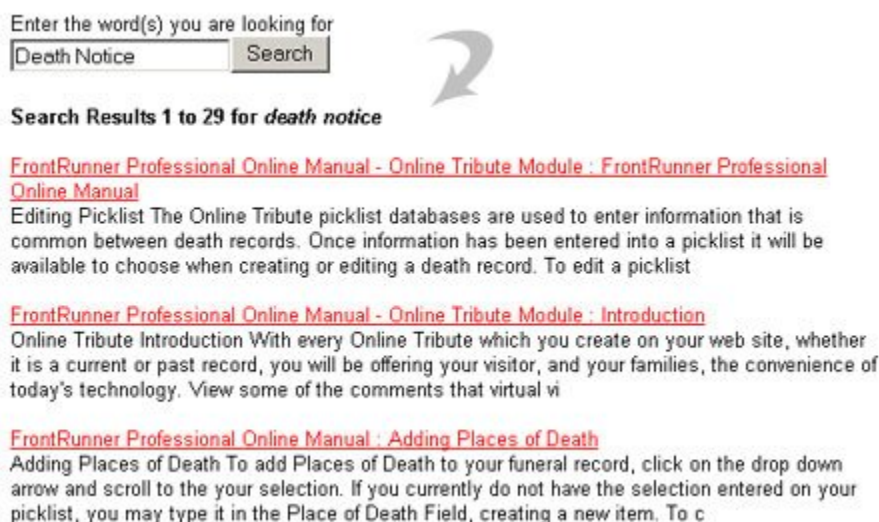 Enter the word(s) you are looking for
Death Notice Search
Search Results 1 to 29 for death notice
FrontRunner Professional Online Manual - Online Tribute Module : FrontRunner Professional
Online Manual
Editing Picklist The Online Tribute picklist databases are used to enter information that is
common between death records. Once information has been entered into a picklist it will be
available to choose when creating or editing a death record. To edit a picklist
FrontRunner Professional Online Manual - Online Tribute Module : Introduction
Online Tribute Introduction With every Online Tribute which you create on your web site, whether
it is a current or past record, you will be offering your visitor, and your families, the convenience of
today's technology. View some of the comments that virtual vi
FrontRunner Professional Online Manual : Adding Places of Death
Adding Places of Death To add Places of Death to your funeral record, click on the drop down
arrow and scroll to the your selection. If you currently do not have the selection entered on your
picklist, you may type it in the Place of Death Field, creating a new item. To c